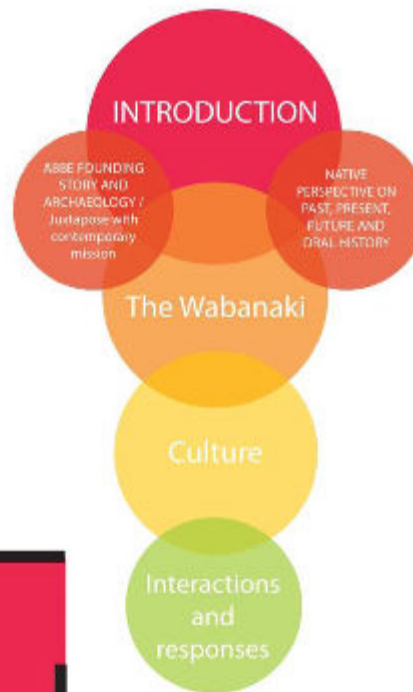 INTRODUCTION
ABBE FOUNDING
STORY AND
ARCHAEOLOGY /
Juxtapose with
contemporary
mission
NATIVE
PERSPECTIVE ON
PAST, PRESENT,
FUTURE AND
ORAL HISTORY
The Wabanaki
Culture
Interactions
and
responses